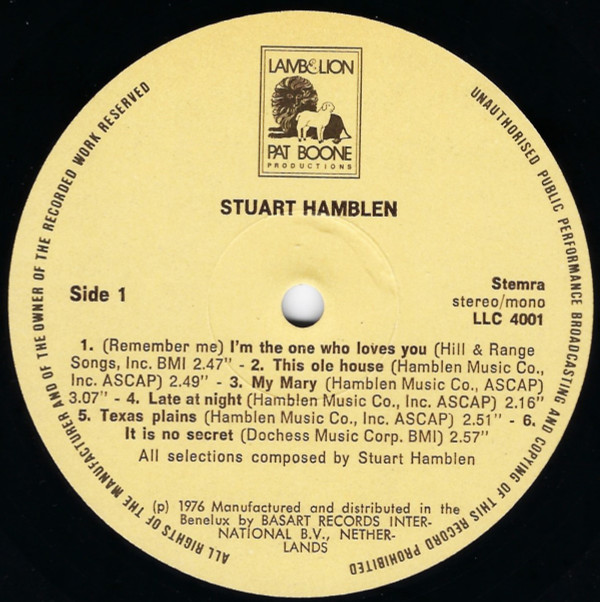 LAMB & LION
PAT BOONE
PRODUCTIONS
STUART HAMBLEN
Side 1
Stemra
stereo/mono
LLC 4001
1. (Remember me) I'm the one who loves you (Hill & Range
Songs, Inc. BMI 2.47" - 2. This ole house (Hamblen Music Co.,
Inc. ASCAP) 2.49" - 3. My Mary (Hamblen Music Co., ASCAP)
3.07" - 4. Late at night (Hamblen Music Co., Inc. ASCAP) 2.16"
5. Texas plains (Hamblen Music Co., Inc. ASCAP) 2.51" - 6.
It is no secret (Dochess Music Corp. BMI) 2.57"
All selections composed by Stuart Hamblen
(p) 1976 Manufactured and distributed in the
Benelux by BASART RECORDS INTER-
NATIONAL B.V., NETHER-
LANDS
ALL RIGHTS OF THE MANUFACTURER AND OF THE OWNER OF THE RECORDED WORK RESERVED
UNAUTHORISED PUBLIC PERFORMANCE BROADCASTING AND COPYING OF THIS RECORD PROHIBITED